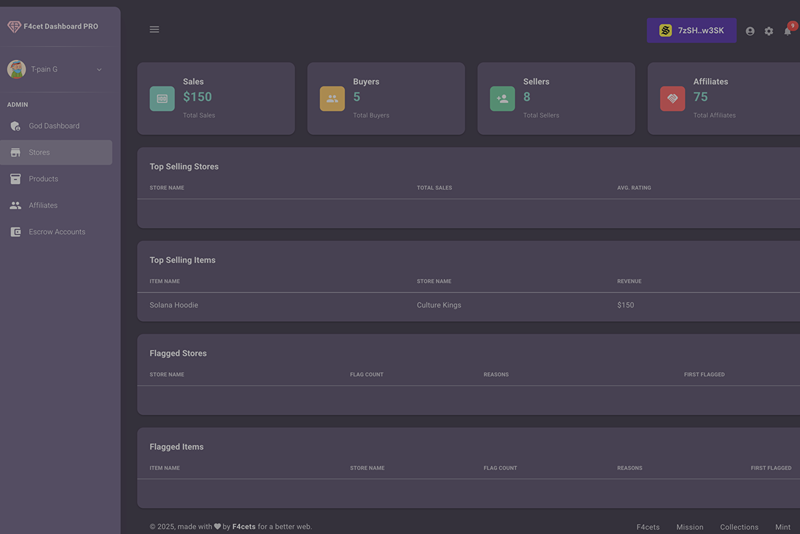 F4cet Dashboard PRO
T-pain G
ADMIN
God Dashboard
Stores
Products
Affiliates
Escrow Accounts
7zSH..w3SK
9
Sales
$150
Total Sales
Buyers
5
Total Buyers
Sellers
8
Total Sellers
Affiliates
75
Total Affiliates
Top Selling Stores
STORE NAME TOTAL SALES AVG. RATING
Top Selling Items
ITEM NAME STORE NAME REVENUE
Solana Hoodie Culture Kings $150
Flagged Stores
STORE NAME FLAG COUNT REASONS FIRST FLAGGED
Flagged Items
ITEM NAME STORE NAME FLAG COUNT REASONS FIRST FLAGGED
© 2025, made with ♥ by F4cets for a better web.
F4cets Mission Collections Mint